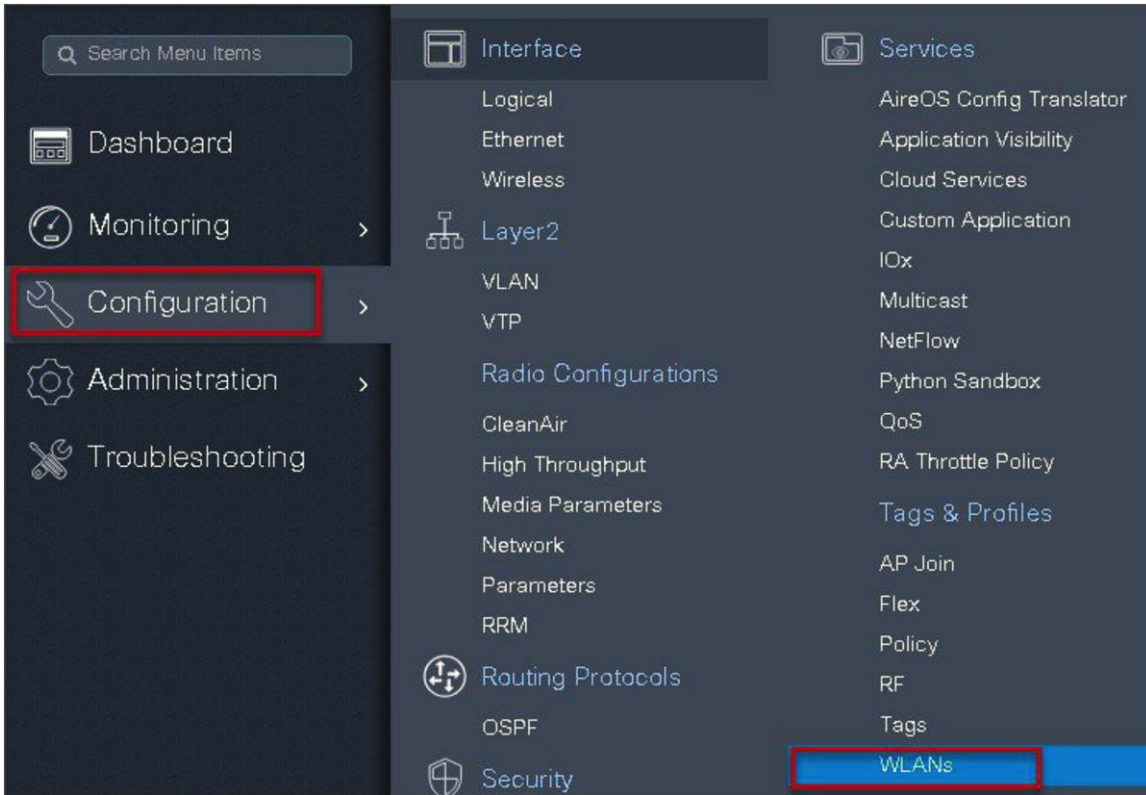 Search Menu Items
Dashboard
Monitoring
Configuration
Administration
Troubleshooting
Interface
Logical
Ethernet
Wireless
Layer2
VLAN
VTP
Radio Configurations
CleanAir
High Throughput
Media Parameters
Network
Parameters
RRM
Routing Protocols
OSPF
Security
Services
AireOS Config Translator
Application Visibility
Cloud Services
Custom Application
IOx
Multicast
NetFlow
Python Sandbox
QoS
RA Throttle Policy
Tags & Profiles
AP Join
Flex
Policy
RF
Tags
WLANs